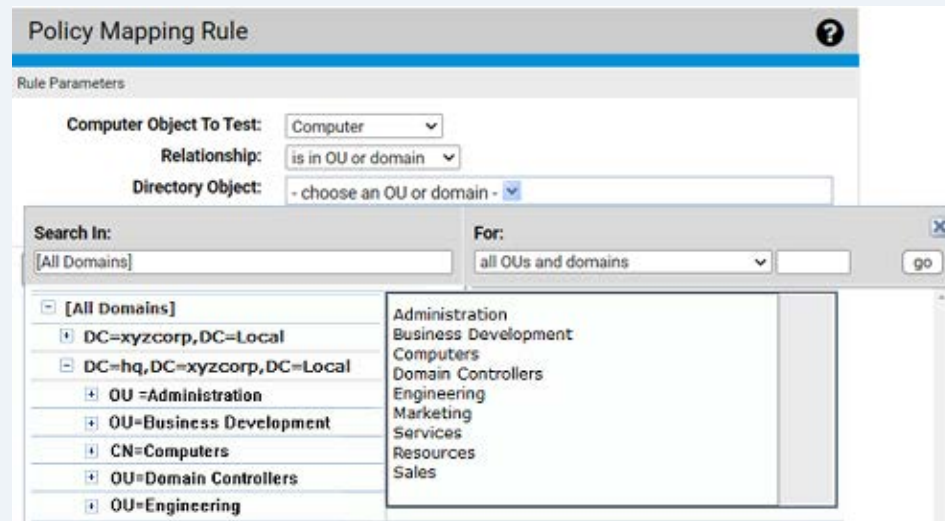 Policy Mapping Rule
Rule Parameters
Computer Object To Test: Computer
Relationship: is in OU or domain
Directory Object: - choose an OU or domain -
Search In: For:
[All Domains] all OUs and domains go
[All Domains]
DC=xyzcorp,DC=Local
DC=hq,DC=xyzcorp,DC=Local
OU =Administration
OU=Business Development
CN=Computers
OU=Domain Controllers
OU=Engineering
Administration
Business Development
Computers
Domain Controllers
Engineering
Marketing
Services
Resources
Sales